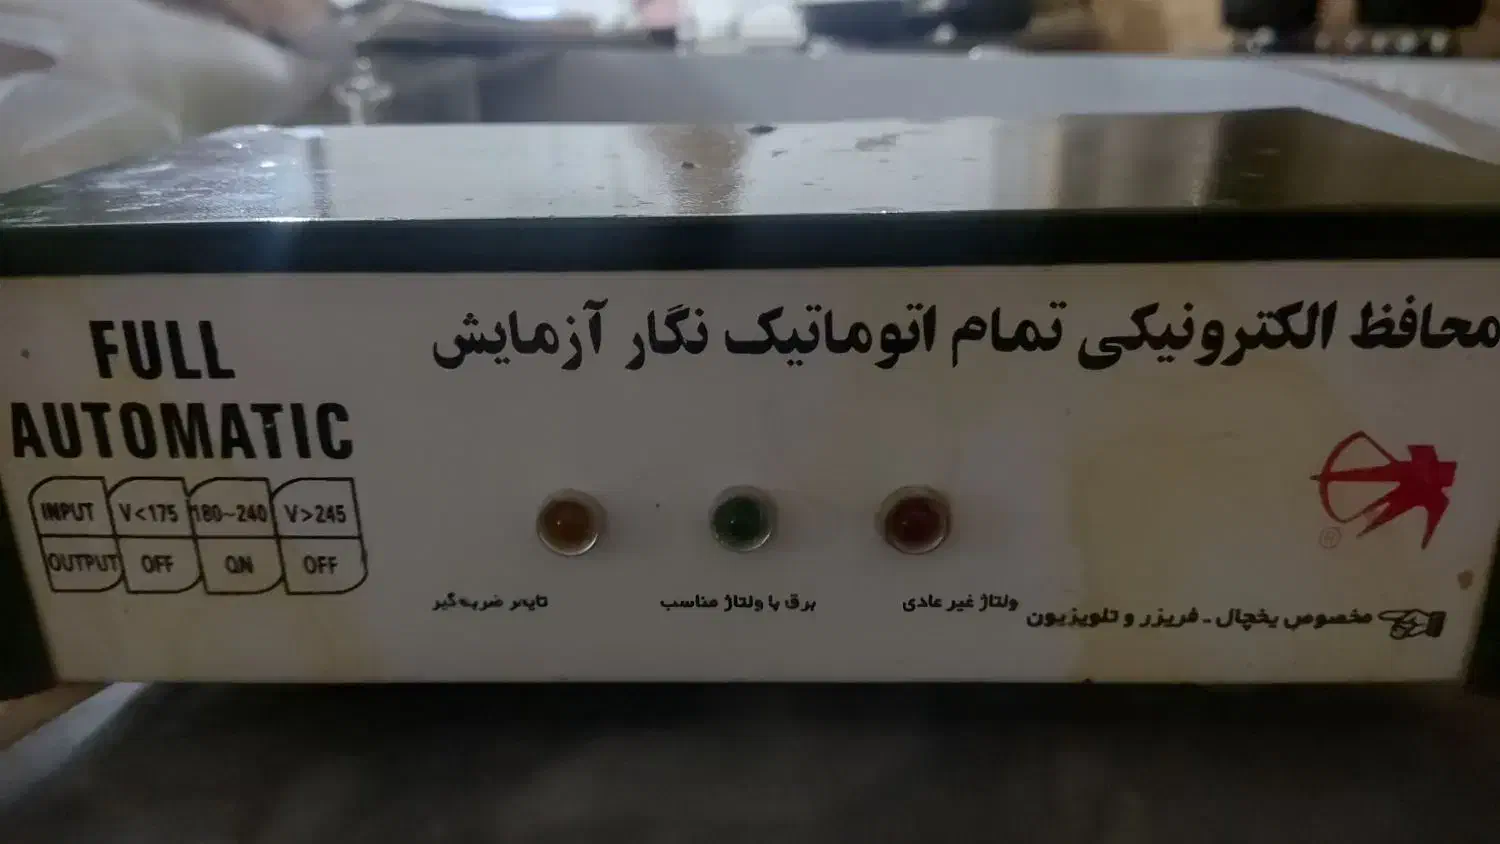 محافظ الکترونیکی تمام اتوماتیک نگار آزمایش
FULL
AUTOMATIC
INPUT V<175 180~240 V>245
OUTPUT OFF ON OFF
تایمر ضربه‌گیر
برق با ولتاژ مناسب
ولتاژ غیر عادی
مخصوص یخچال - فریزر و تلویزیون
®